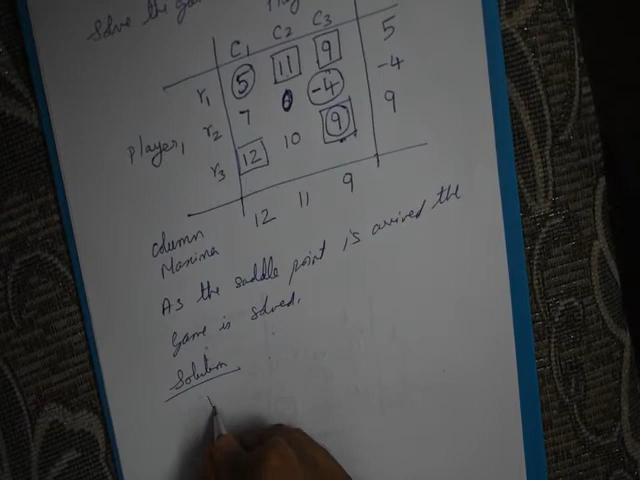 Solve the game
C1 C2 C3
r1 5 11 9 5
r2 7 0 -4 -4
Player1
r3 12 10 9 9
12 11 9
Column
Maxima
As the saddle point is arrived the
game is solved.
Solution